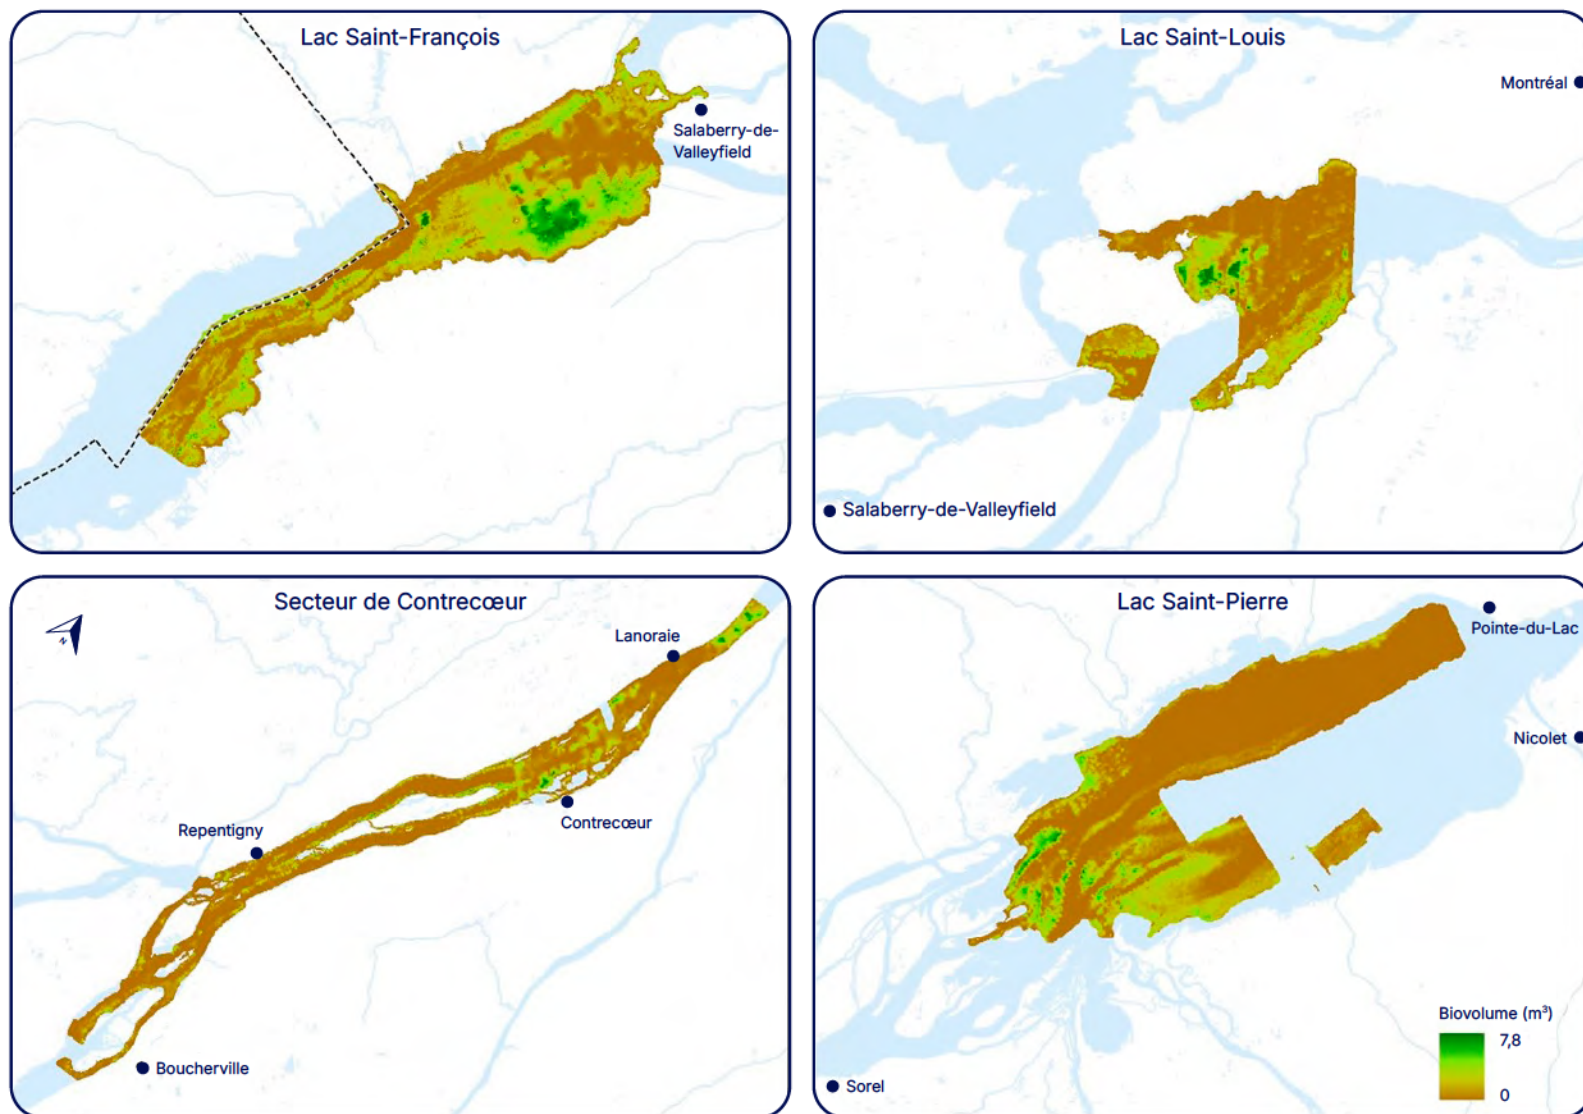 Lac Saint-François
Salaberry-de-
Valleyfield
Lac Saint-Louis
Montréal
Salaberry-de-Valleyfield
Secteur de Contrecœur
N
Lanoraie
Contrecœur
Repentigny
Boucherville
Lac Saint-Pierre
Pointe-du-Lac
Nicolet
Sorel
Biovolume (m³)
7,8
0